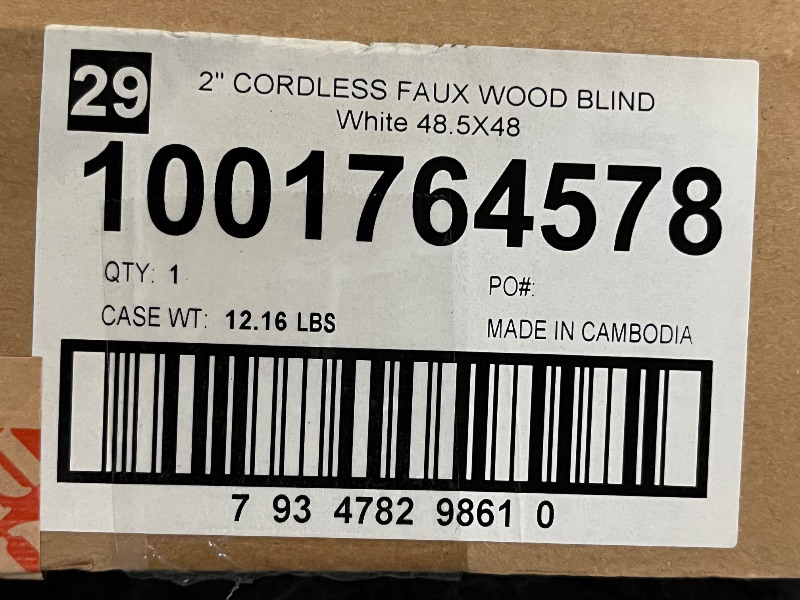 29
2" CORDLESS FAUX WOOD BLIND
White 48.5X48
1001764578
QTY: 1
PO#:
CASE WT: 12.16 LBS
MADE IN CAMBODIA
7 93 4782 9861 0